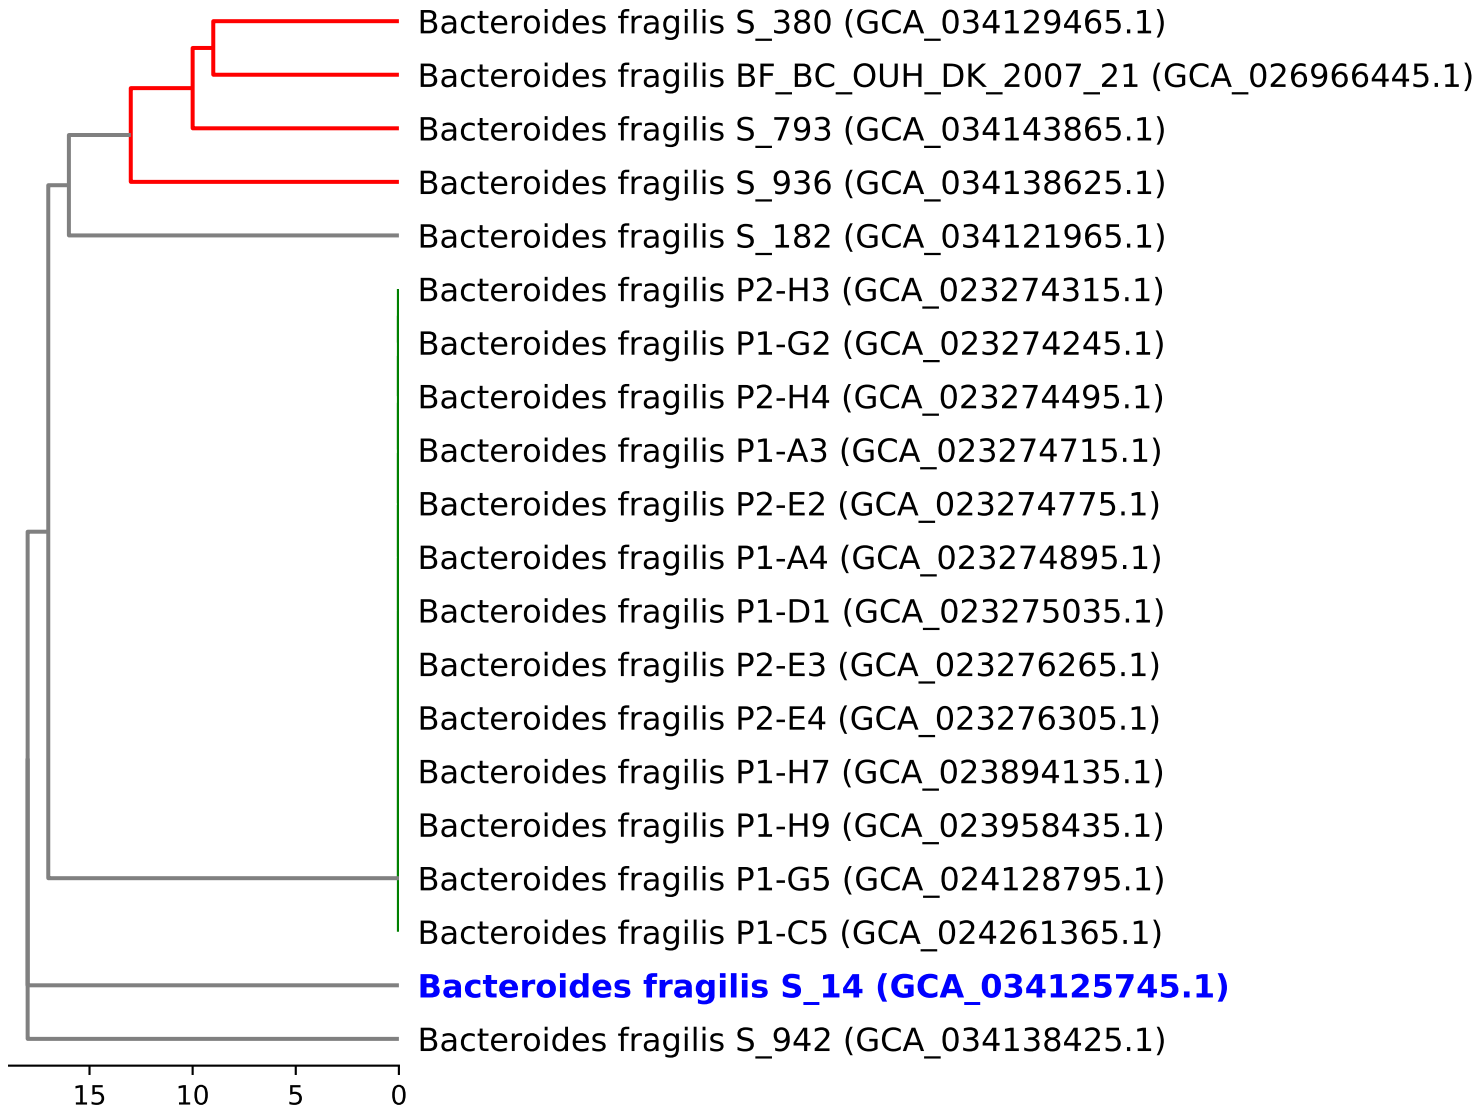 Bacteroides fragilis S_380 (GCA_034129465.1)
Bacteroides fragilis BF_BC_OUH_DK_2007_21 (GCA_026966445.1)
Bacteroides fragilis S_793 (GCA_034143865.1)
Bacteroides fragilis S_936 (GCA_034138625.1)
Bacteroides fragilis S_182 (GCA_034121965.1)
Bacteroides fragilis P2-H3 (GCA_023274315.1)
Bacteroides fragilis P1-G2 (GCA_023274245.1)
Bacteroides fragilis P2-H4 (GCA_023274495.1)
Bacteroides fragilis P1-A3 (GCA_023274715.1)
Bacteroides fragilis P2-E2 (GCA_023274775.1)
Bacteroides fragilis P1-A4 (GCA_023274895.1)
Bacteroides fragilis P1-D1 (GCA_023275035.1)
Bacteroides fragilis P2-E3 (GCA_023276265.1)
Bacteroides fragilis P2-E4 (GCA_023276305.1)
Bacteroides fragilis P1-H7 (GCA_023894135.1)
Bacteroides fragilis P1-H9 (GCA_023958435.1)
Bacteroides fragilis P1-G5 (GCA_024128795.1)
Bacteroides fragilis P1-C5 (GCA_024261365.1)
Bacteroides fragilis S_14 (GCA_034125745.1)
Bacteroides fragilis S_942 (GCA_034138425.1)
15 10 5 0